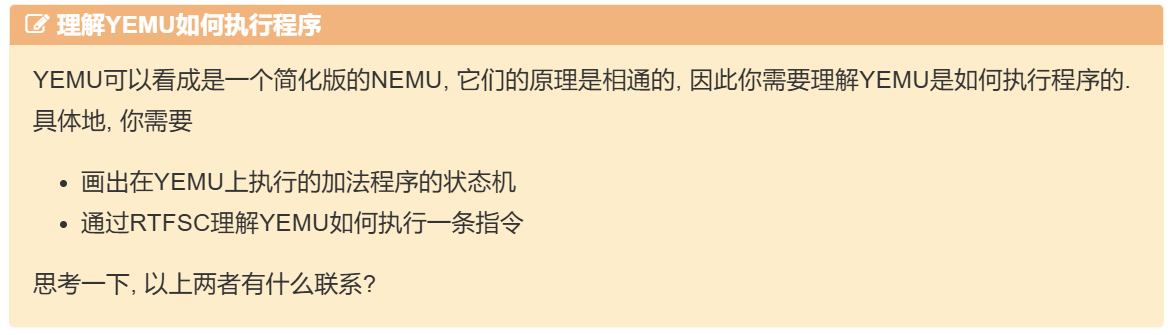 理解YEMU如何执行程序
YEMU可以看成是一个简化版的NEMU, 它们的原理是相通的, 因此你需要理解YEMU是如何执行程序的.
具体地, 你需要
• 画出在YEMU上执行的加法程序的状态机
• 通过RTFSC理解YEMU如何执行一条指令
思考一下, 以上两者有什么联系?